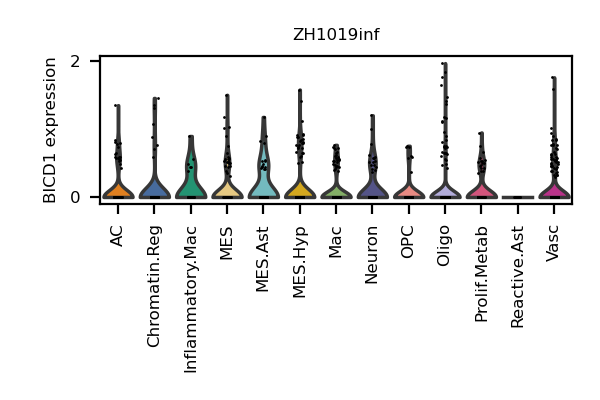 ZH1019inf
BICD1 expression
2
0
AC
Chromatin.Reg
Inflammatory.Mac
MES
MES.Ast
MES.Hyp
Mac
Neuron
OPC
Oligo
Prolif.Metab
Reactive.Ast
Vasc